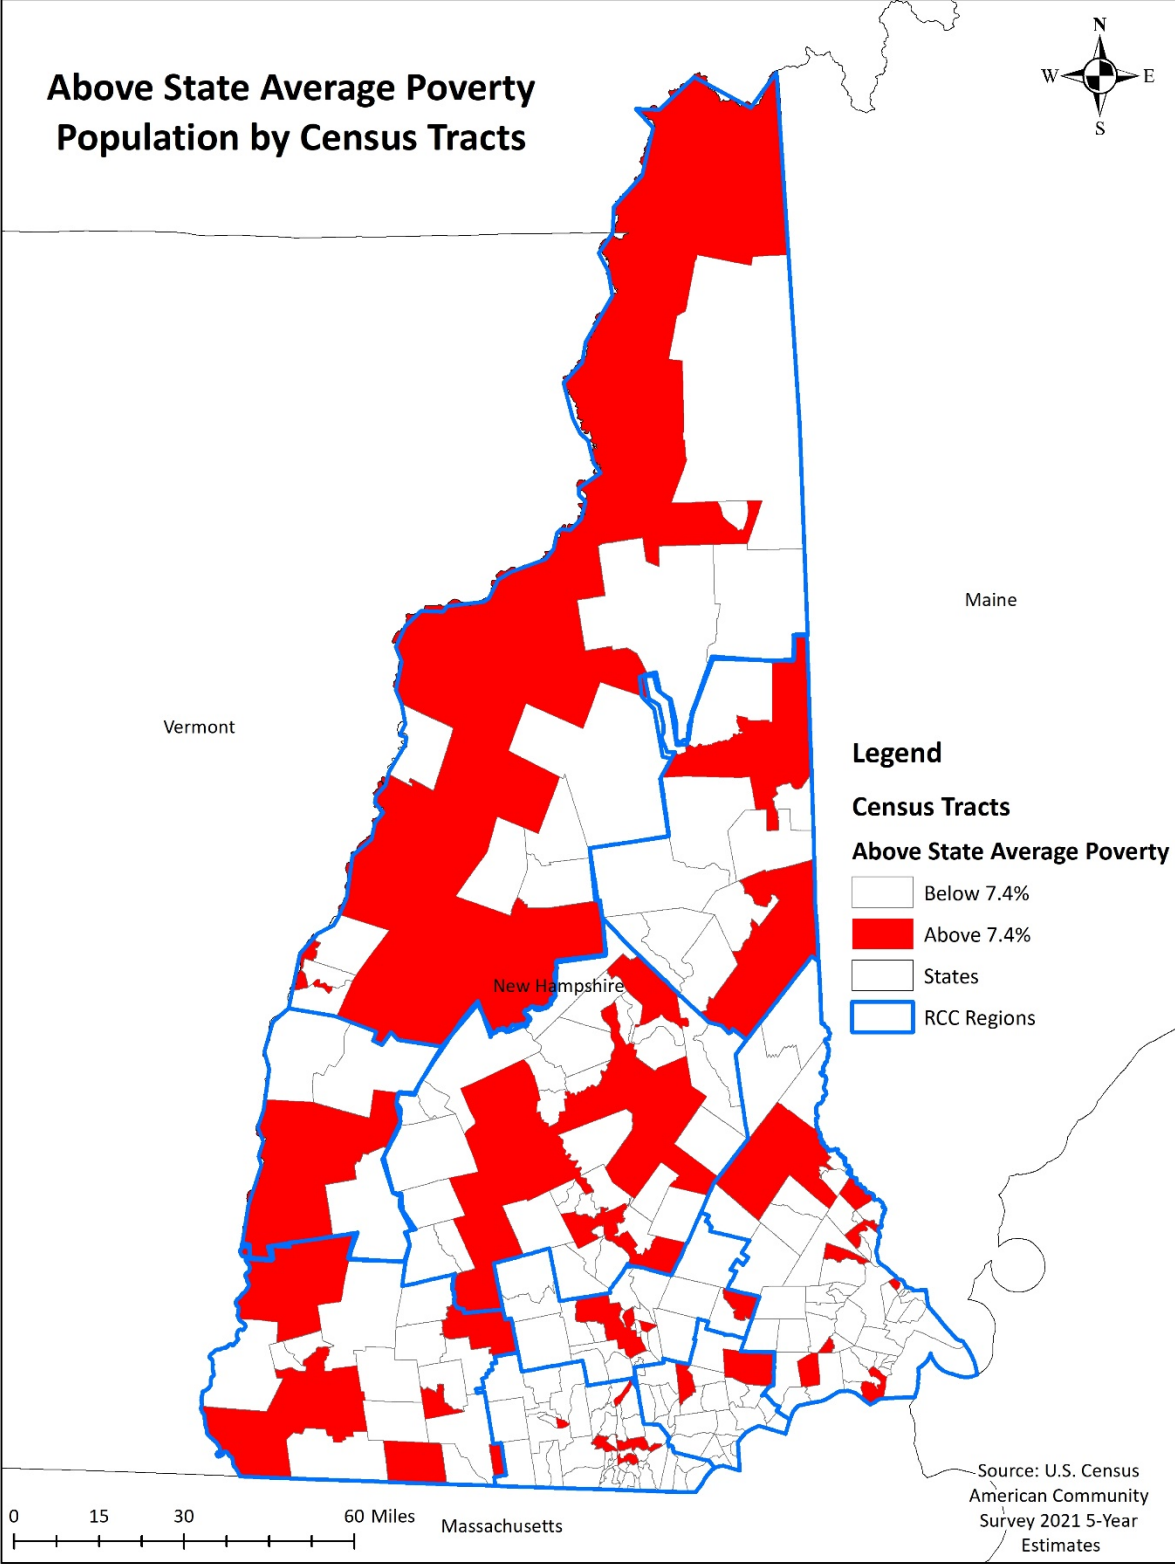 Above State Average Poverty
Population by Census Tracts
N
W
E
S
Maine
Vermont
Legend
Census Tracts
Above State Average Poverty
Below 7.4%
Above 7.4%
States
RCC Regions
New Hampshire
Source: U.S. Census
American Community
Survey 2021 5-Year
Estimates
0 15 30 60 Miles
Massachusetts